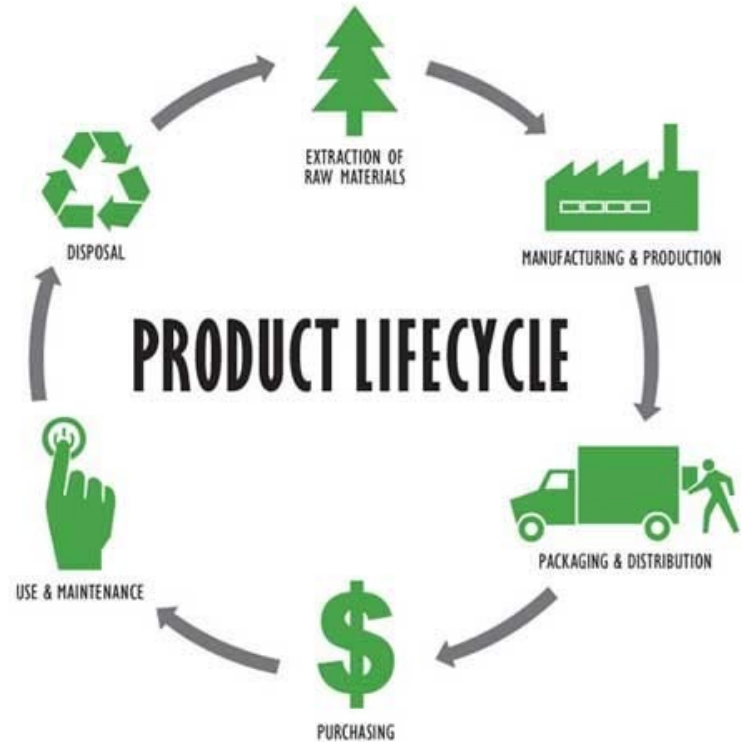 EXTRACTION OF
RAW MATERIALS
MANUFACTURING & PRODUCTION
PACKAGING & DISTRIBUTION
PURCHASING
USE & MAINTENANCE
DISPOSAL
PRODUCT LIFECYCLE
$